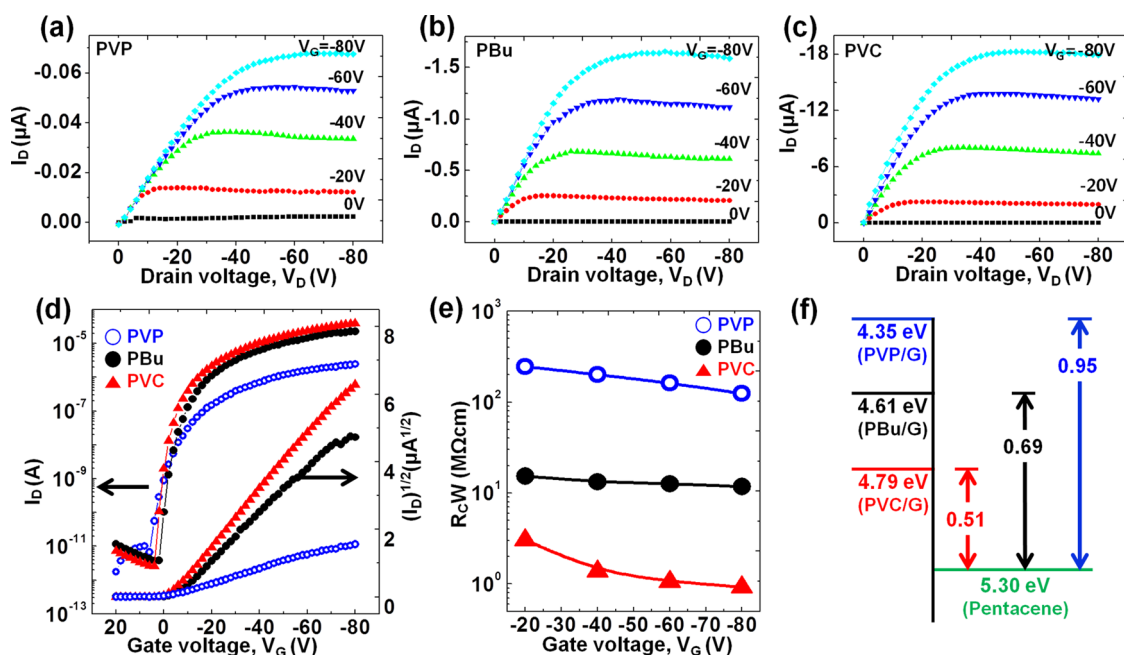 (a)
PVP
V_G=-80V
-60V
-40V
-20V
0V
-0.06
-0.04
-0.02
0.00
I_D (μA)
0 -20 -40 -60 -80
Drain voltage, V_D (V)
(b)
PBu
V_G=-80V
-60V
-40V
-20V
0V
-1.5
-1.0
-0.5
0.0
I_D (μA)
0 -20 -40 -60 -80
Drain voltage, V_D (V)
(c)
PVC
V_G=-80V
-60V
-40V
-20V
0V
-18
-12
-6
0
I_D (μA)
0 -20 -40 -60 -80
Drain voltage, V_D (V)
(d)
PVP
PBu
PVC
10^-5
10^-7
10^-9
10^-11
10^-13
I_D (A)
8
6
4
2
0
(I_D)^1/2 (μA^1/2)
20 0 -20 -40 -60 -80
Gate voltage, V_G (V)
(e)
PVP
PBu
PVC
10^3
10^2
10^1
10^0
R_CW (MΩcm)
-20 -30 -40 -50 -60 -70 -80
Gate voltage, V_G (V)
(f)
4.35 eV
(PVP/G)
4.61 eV
(PBu/G)
4.79 eV
(PVC/G)
0.51
0.69
0.95
5.30 eV
(Pentacene)